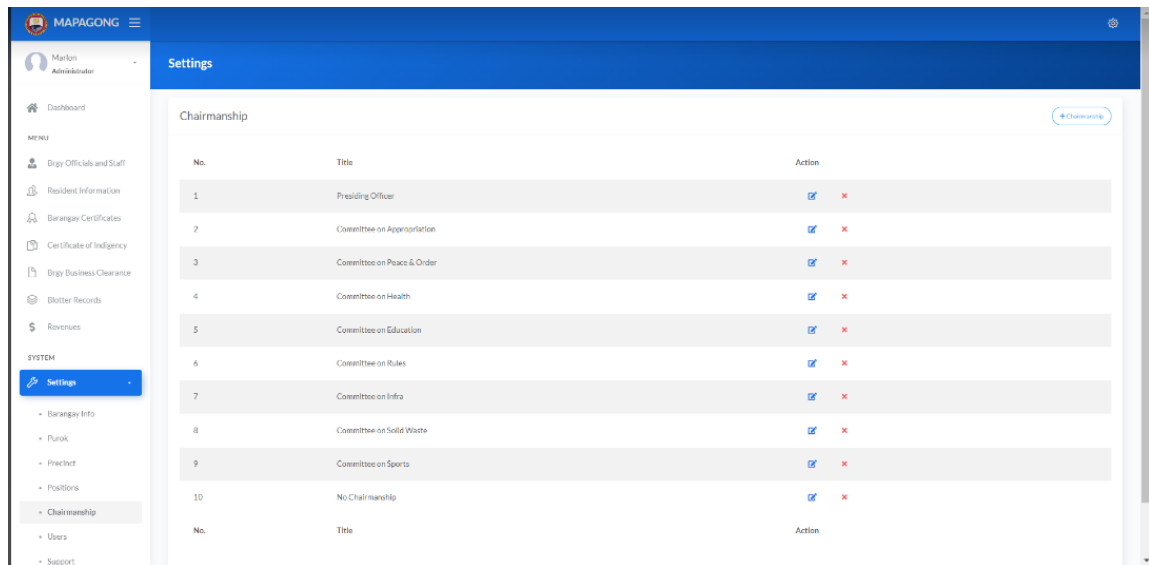 MAPAGONG
Marlon
Administrator
Dashboard
MENU
Brgy Officials and Staff
Resident Information
Barangay Certificates
Certificate of Indigency
Brgy Business Clearance
Blotter Records
Revenues
SYSTEM
Settings
Barangay Info
Purok
Precinct
Positions
Chairmanship
Users
Support
Settings
Chairmanship
+ Chairmanship
No. Title Action
1 Presiding Officer
2 Committee on Appropriation
3 Committee on Peace & Order
4 Committee on Health
5 Committee on Education
6 Committee on Rules
7 Committee on Infra
8 Committee on Solid Waste
9 Committee on Sports
10 No Chairmanship
No. Title Action